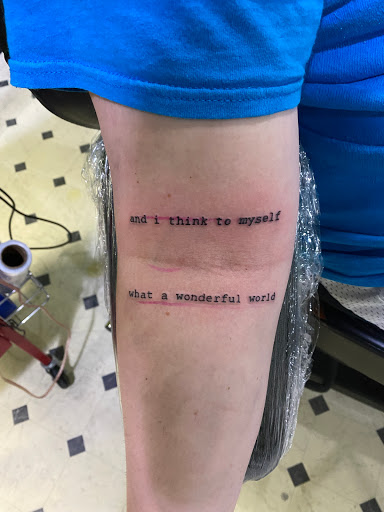 and i think to myself
what a wonderful world